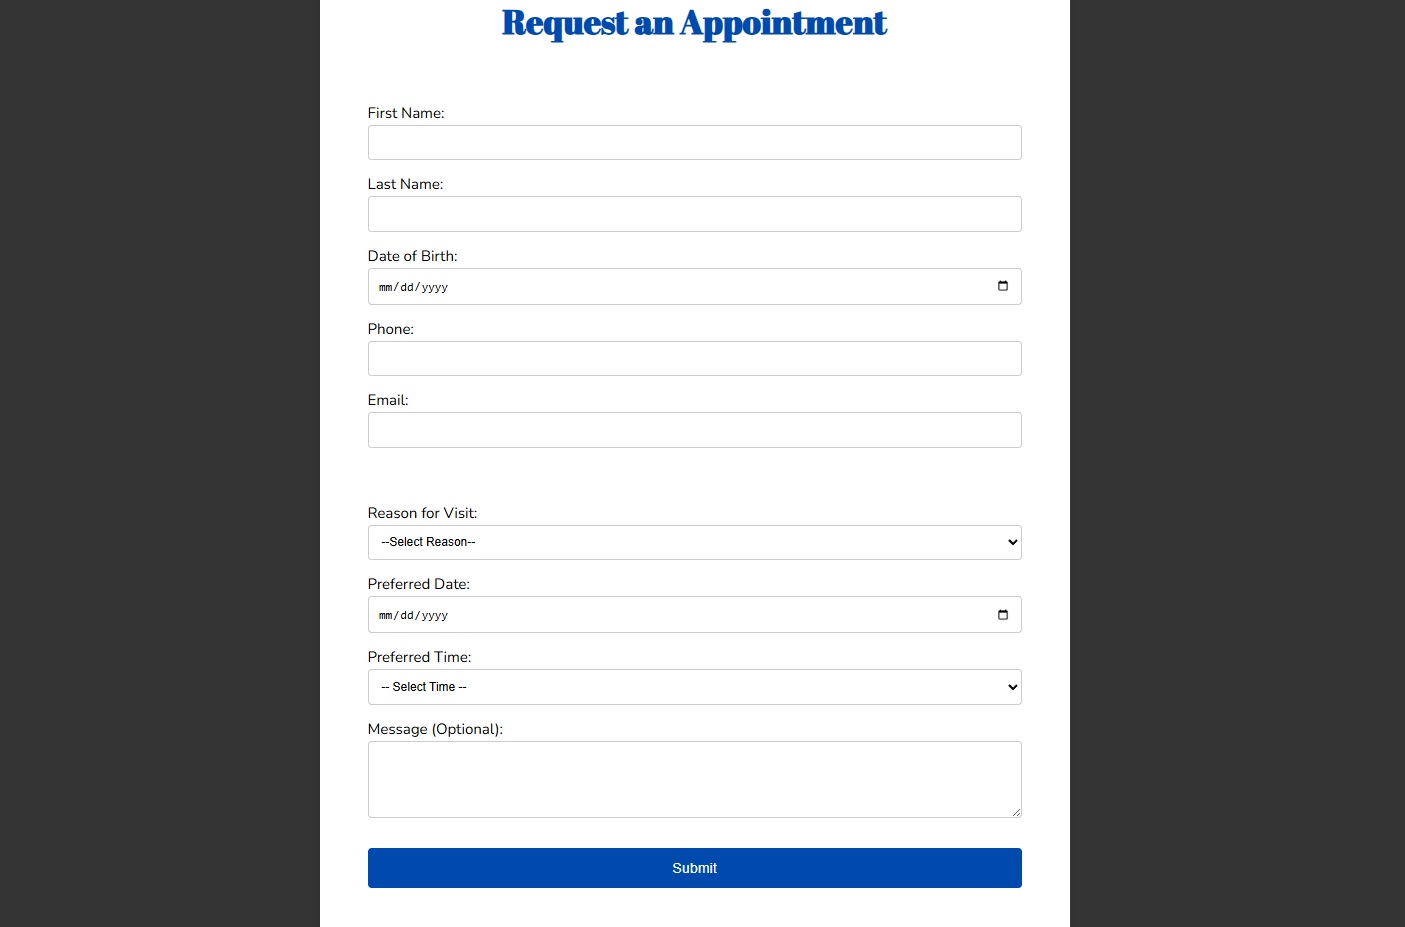 Request an Appointment
First Name:
Last Name:
Date of Birth:
mm/dd/yyyy
Phone:
Email:
Reason for Visit:
--Select Reason--
Preferred Date:
mm/dd/yyyy
Preferred Time:
-- Select Time --
Message (Optional):
Submit